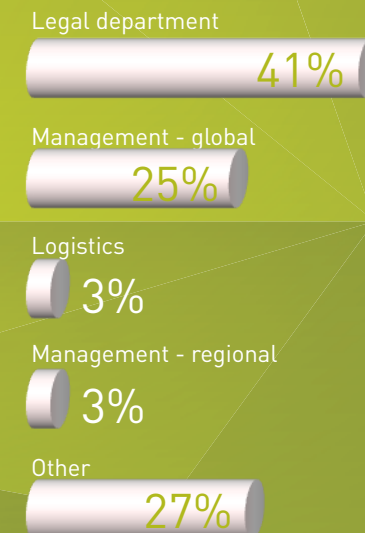 Legal department
41%
Management - global
25%
Logistics
3%
Management - regional
3%
Other
27%